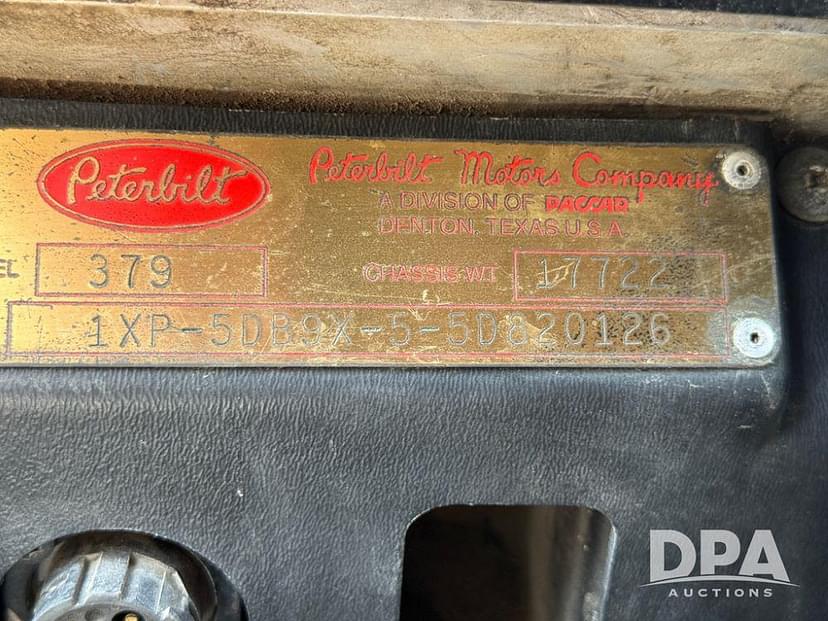 Peterbilt
Peterbilt Motors Company
A DIVISION OF PACCAR
DENTON, TEXAS U.S.A.
EL 379 CHASSIS WT 17722
1XP-5DB9X-5-5D820126
DPA
AUCTIONS